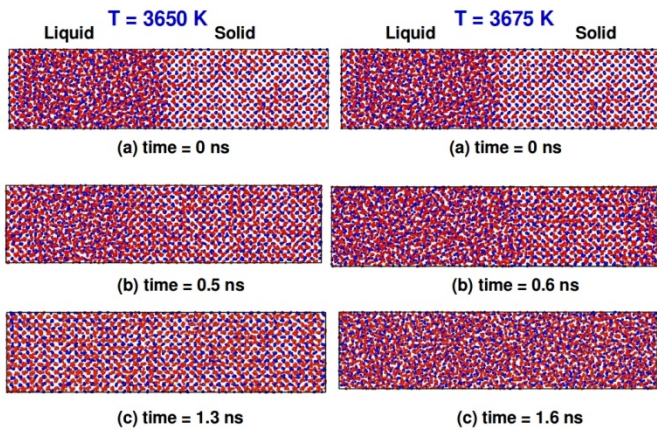 T = 3650 K
Liquid Solid
(a) time = 0 ns
(b) time = 0.5 ns
(c) time = 1.3 ns
T = 3675 K
Liquid Solid
(a) time = 0 ns
(b) time = 0.6 ns
(c) time = 1.6 ns